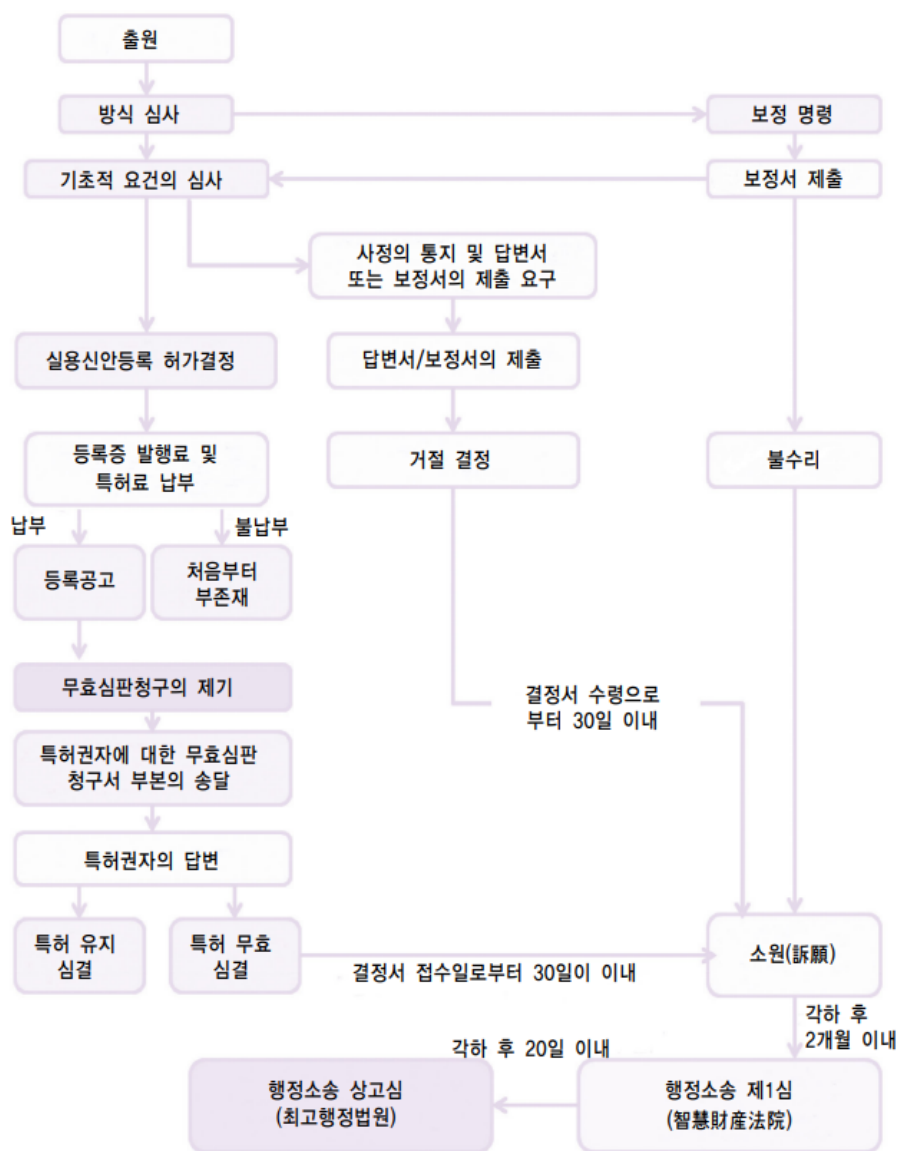 출원
방식 심사
보정 명령
기초적 요건의 심사
보정서 제출
사정의 통지 및 답변서
또는 보정서의 제출 요구
실용신안등록 허가결정
답변서/보정서의 제출
등록증 발행료 및
특허료 납부
거절 결정
불수리
납부
불납부
등록공고
처음부터
부존재
무효심판청구의 제기
결정서 수령으로
부터 30일 이내
특허권자에 대한 무효심판
청구서 부본의 송달
특허권자의 답변
특허 유지
심결
특허 무효
심결
결정서 접수일로부터 30일이 이내
소원(訴願)
각하 후
2개월 이내
각하 후 20일 이내
행정소송 상고심
(최고행정법원)
행정소송 제1심
(智慧財産法院)